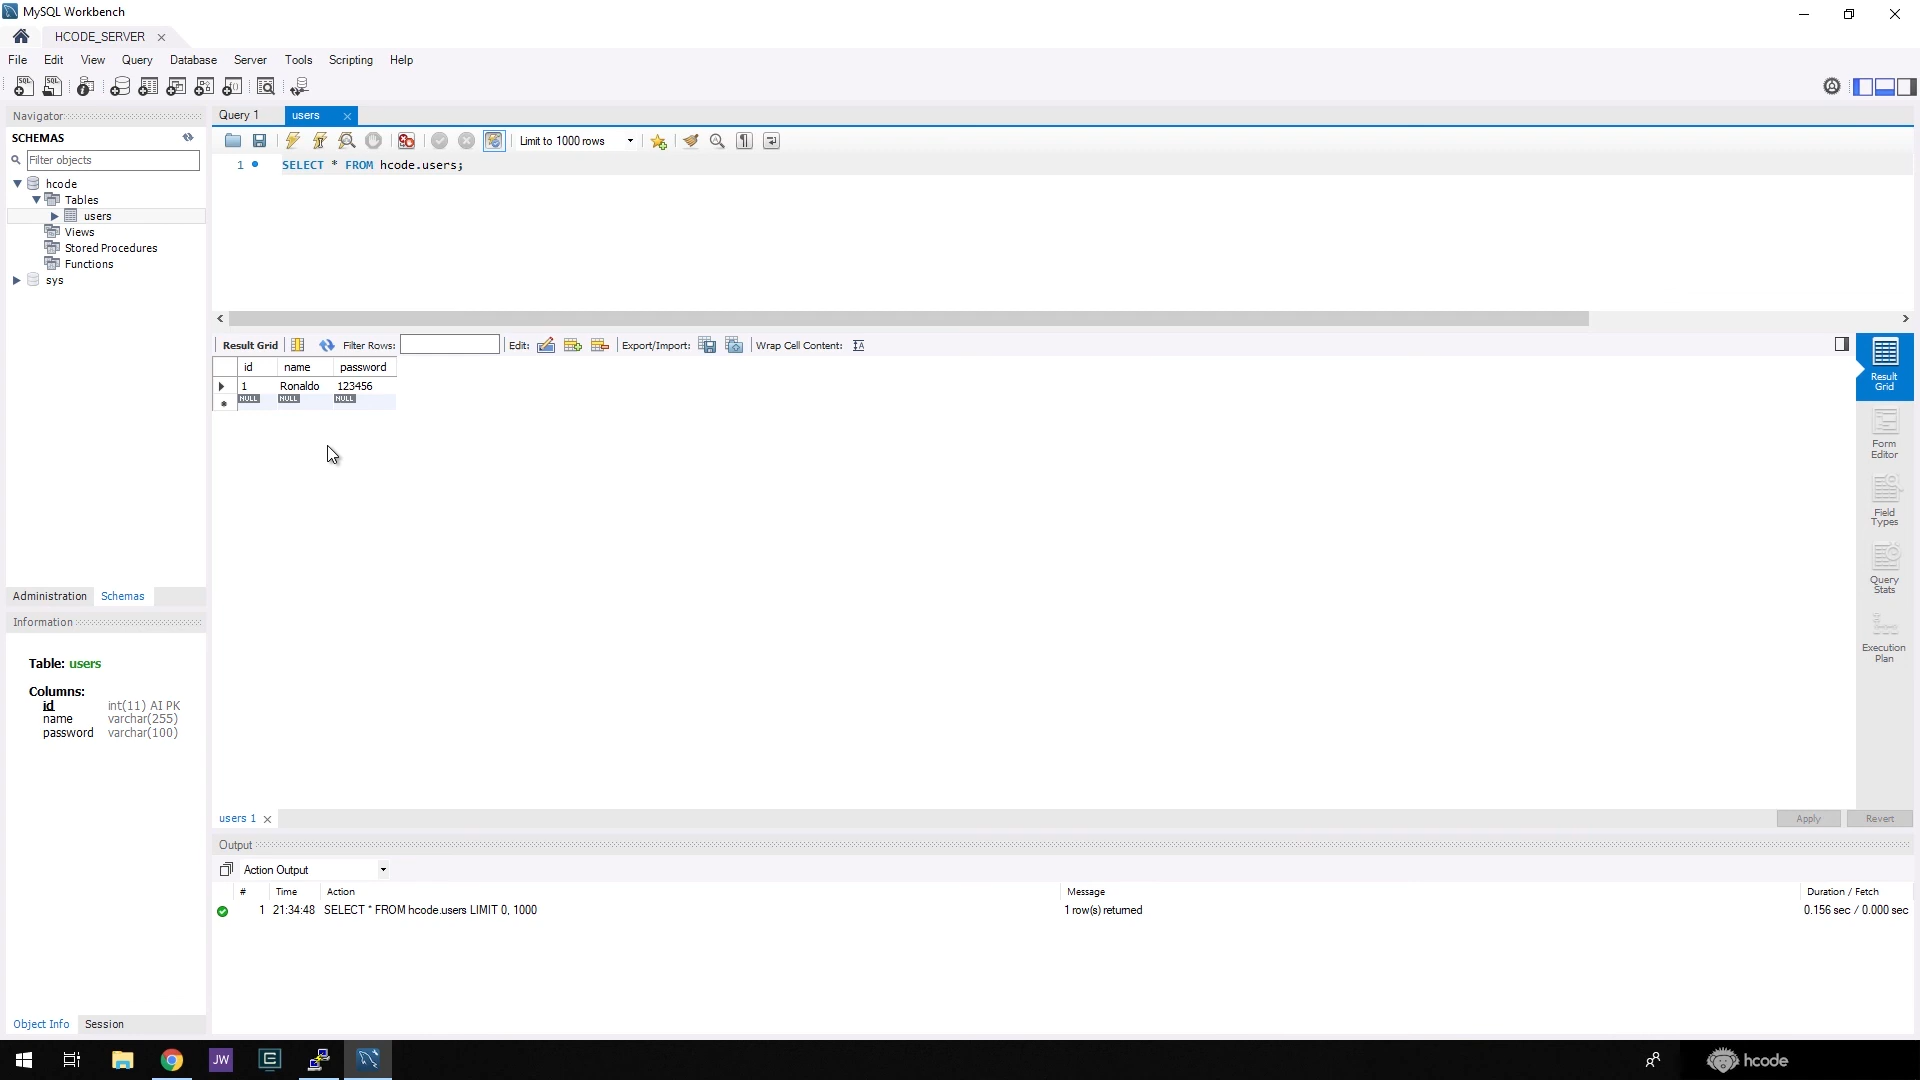 MySQL Workbench
HCODE_SERVER
File Edit View Query Database Server Tools Scripting Help
Navigator
SCHEMAS
Filter objects
hcode
Tables
users
Views
Stored Procedures
Functions
sys
Administration Schemas
Information
Table: users
Columns:
id int(11) AI PK
name varchar(255)
password varchar(100)
Object Info Session
Query 1 users
Limit to 1000 rows
1 SELECT * FROM hcode.users;
Result Grid Filter Rows: Edit: Export/Import: Wrap Cell Content:
id name password
1 Ronaldo 123456
NULL NULL NULL
Result
Grid
Form
Editor
Field
Types
Query
Stats
Execution
Plan
users 1 Apply Revert
Output
Action Output
# Time Action Message Duration / Fetch
1 21:34:48 SELECT * FROM hcode.users LIMIT 0, 1000 1 row(s) returned 0.156 sec / 0.000 sec
JW
hcode